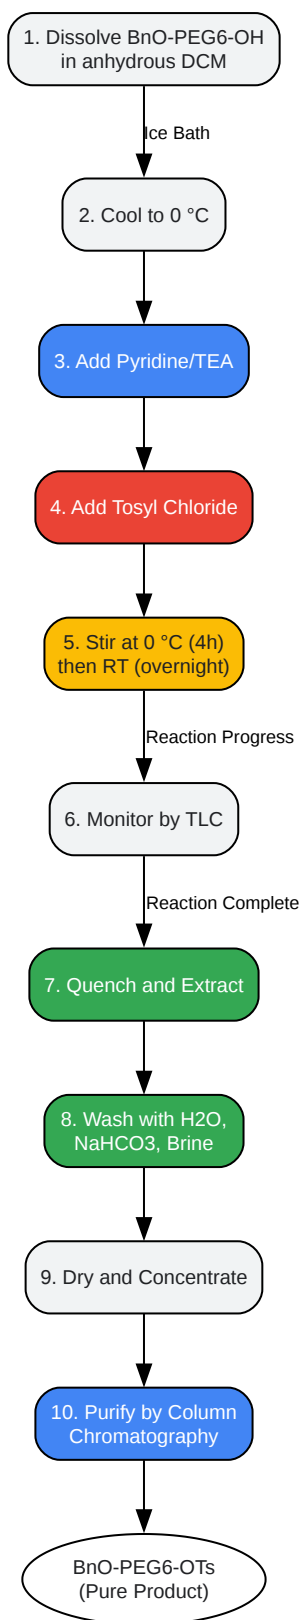 1. Dissolve BnO-PEG6-OH
in anhydrous DCM
Ice Bath
2. Cool to 0 °C
3. Add Pyridine/TEA
4. Add Tosyl Chloride
5. Stir at 0 °C (4h)
then RT (overnight)
Reaction Progress
6. Monitor by TLC
Reaction Complete
7. Quench and Extract
8. Wash with H2O,
NaHCO3, Brine
9. Dry and Concentrate
10. Purify by Column
Chromatography
BnO-PEG6-OTs
(Pure Product)